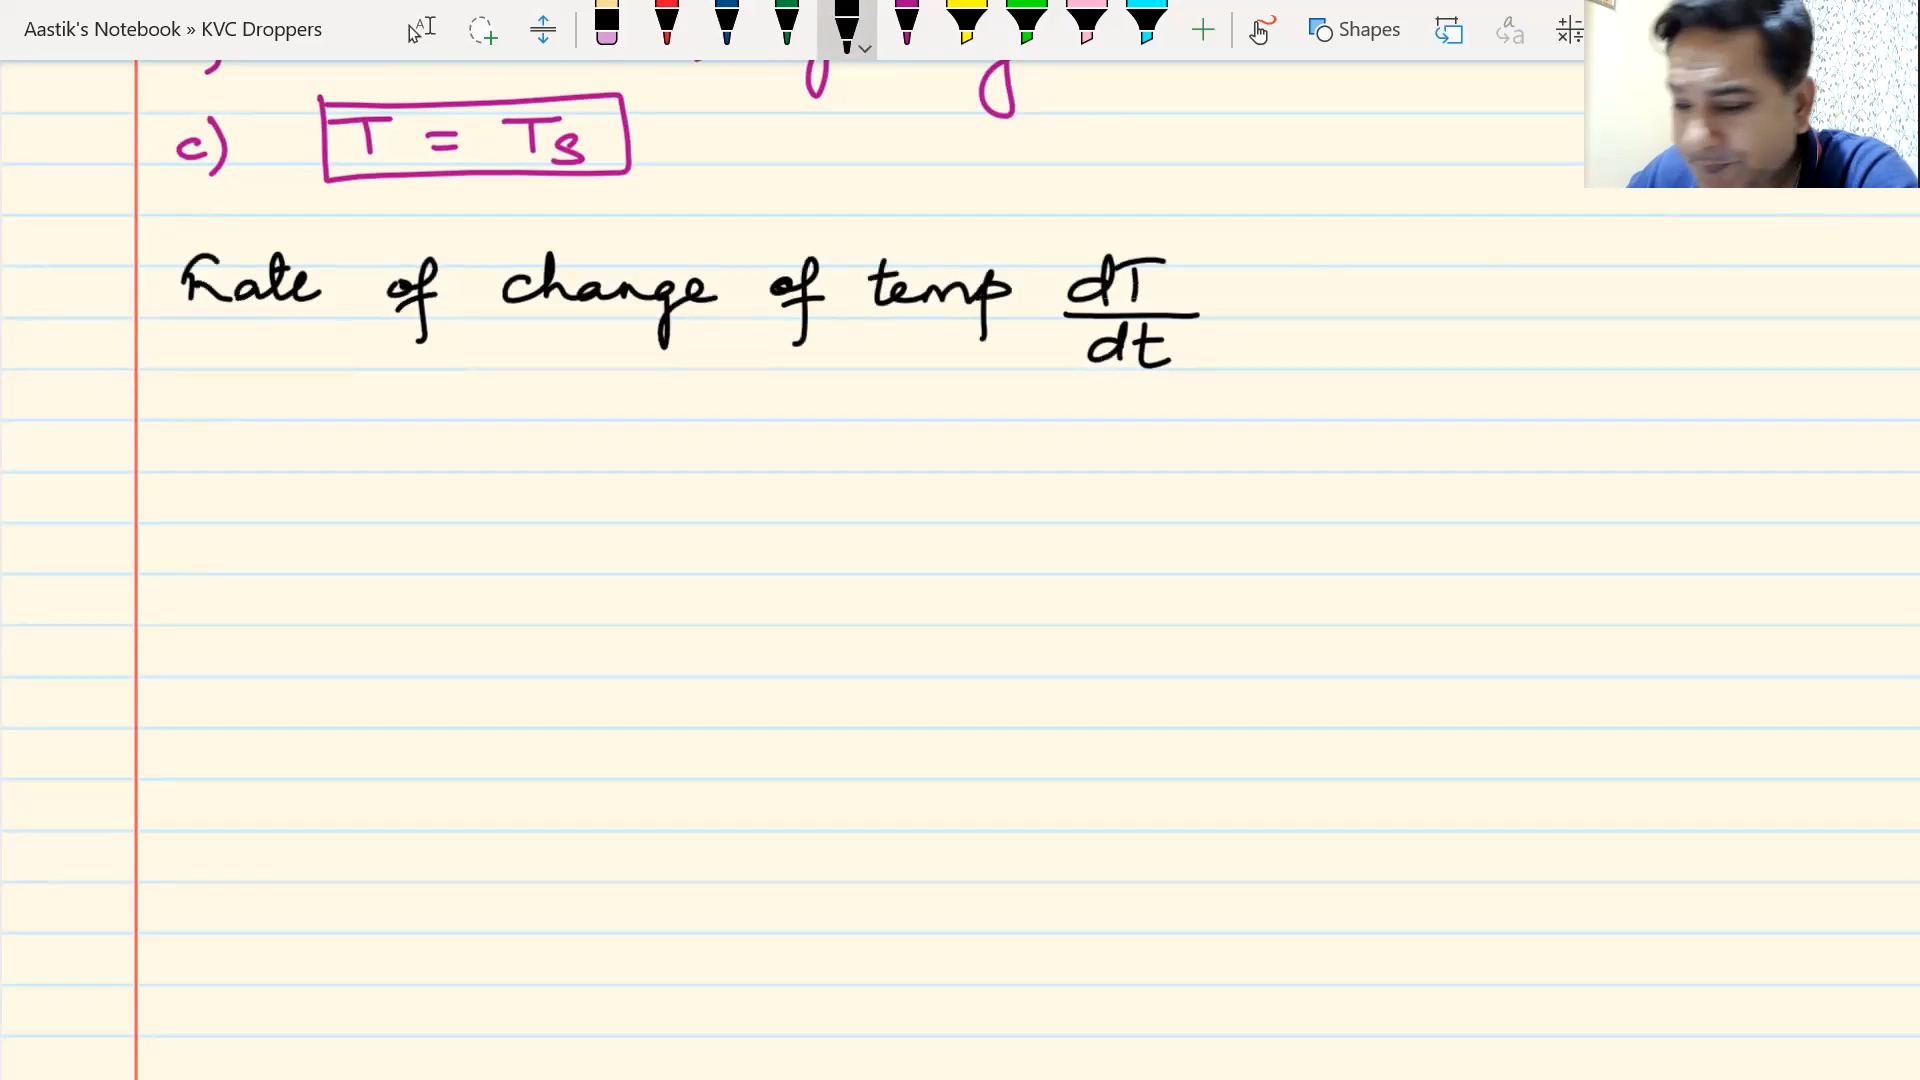 Aastik's Notebook » KVC Droppers
Shapes
c) T = Ts
Rate of change of temp dT
dt